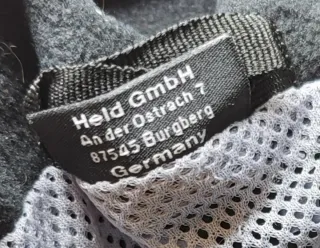 Held GmbH
An der Ostrach 7
87545 Burgberg
Germany